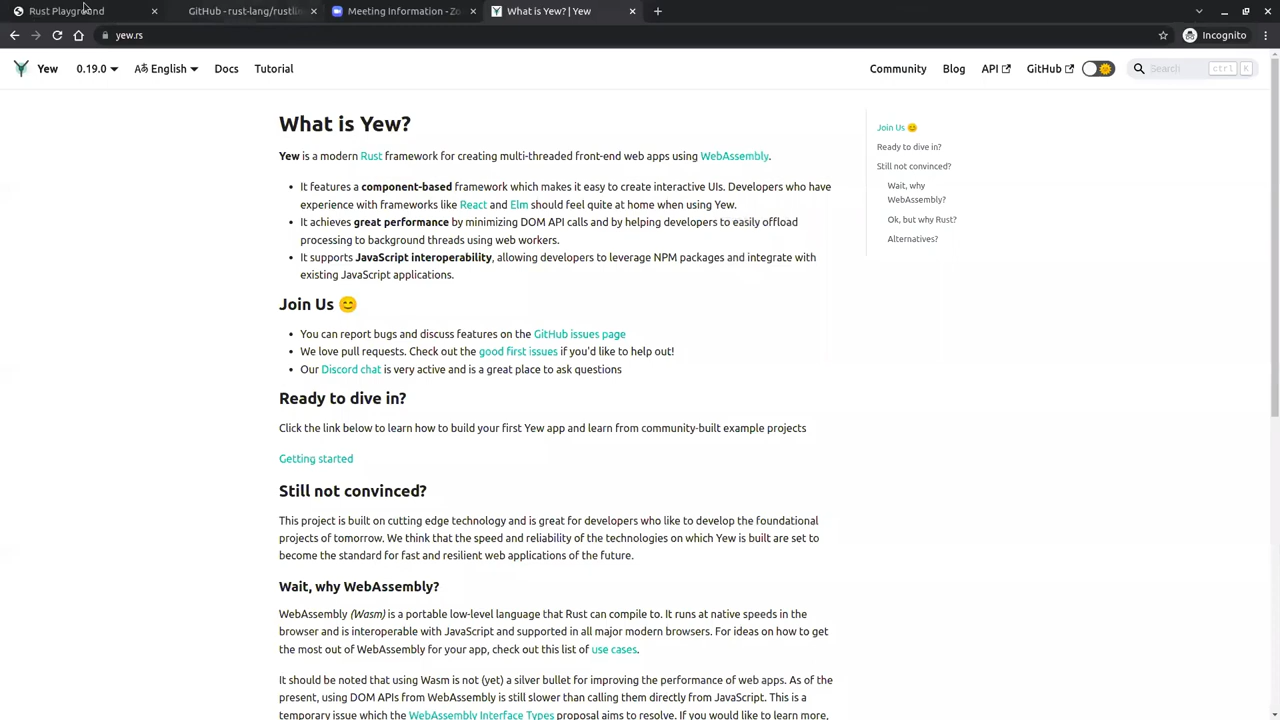 Rust Playground
GitHub - rust-lang/rustli
Meeting Information - Zo
What is Yew? | Yew
yew.rs
Incognito
Yew
0.19.0
English
Docs
Tutorial
Community
Blog
API
GitHub
Search
ctrl
K
What is Yew?
Yew is a modern Rust framework for creating multi-threaded front-end web apps using WebAssembly.
• It features a component-based framework which makes it easy to create interactive UIs. Developers who have
experience with frameworks like React and Elm should feel quite at home when using Yew.
• It achieves great performance by minimizing DOM API calls and by helping developers to easily offload
processing to background threads using web workers.
• It supports JavaScript interoperability, allowing developers to leverage NPM packages and integrate with
existing JavaScript applications.
Join Us 😊
• You can report bugs and discuss features on the GitHub issues page
• We love pull requests. Check out the good first issues if you'd like to help out!
• Our Discord chat is very active and is a great place to ask questions
Ready to dive in?
Click the link below to learn how to build your first Yew app and learn from community-built example projects
Getting started
Still not convinced?
This project is built on cutting edge technology and is great for developers who like to develop the foundational
projects of tomorrow. We think that the speed and reliability of the technologies on which Yew is built are set to
become the standard for fast and resilient web applications of the future.
Wait, why WebAssembly?
WebAssembly (Wasm) is a portable low-level language that Rust can compile to. It runs at native speeds in the
browser and is interoperable with JavaScript and supported in all major modern browsers. For ideas on how to get
the most out of WebAssembly for your app, check out this list of use cases.
It should be noted that using Wasm is not (yet) a silver bullet for improving the performance of web apps. As of the
present, using DOM APIs from WebAssembly is still slower than calling them directly from JavaScript. This is a
temporary issue which the WebAssembly Interface Types proposal aims to resolve. If you would like to learn more,
Join Us 😊
Ready to dive in?
Still not convinced?
Wait, why
WebAssembly?
Ok, but why Rust?
Alternatives?